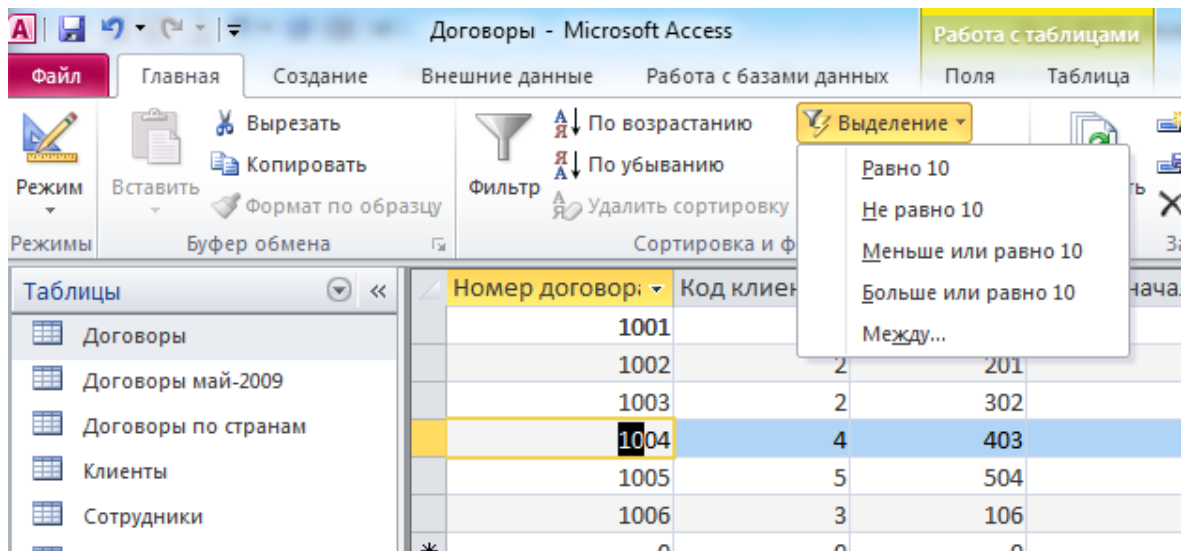 Договоры - Microsoft Access
Работа с таблицами
Файл Главная Создание Внешние данные Работа с базами данных Поля Таблица
Вырезать По возрастанию Выделение
Копировать По убыванию
Режим Вставить Формат по образцу Фильтр Удалить сортировку
Режимы Буфер обмена Сортировка и ф
Равно 10
Не равно 10
Меньше или равно 10
Больше или равно 10
Между...
Таблицы «
Договоры
Договоры май-2009
Договоры по странам
Клиенты
Сотрудники
Номер договор Код клиен нача
1001
1002 2 201
1003 2 302
1004 4 403
1005 5 504
1006 3 106